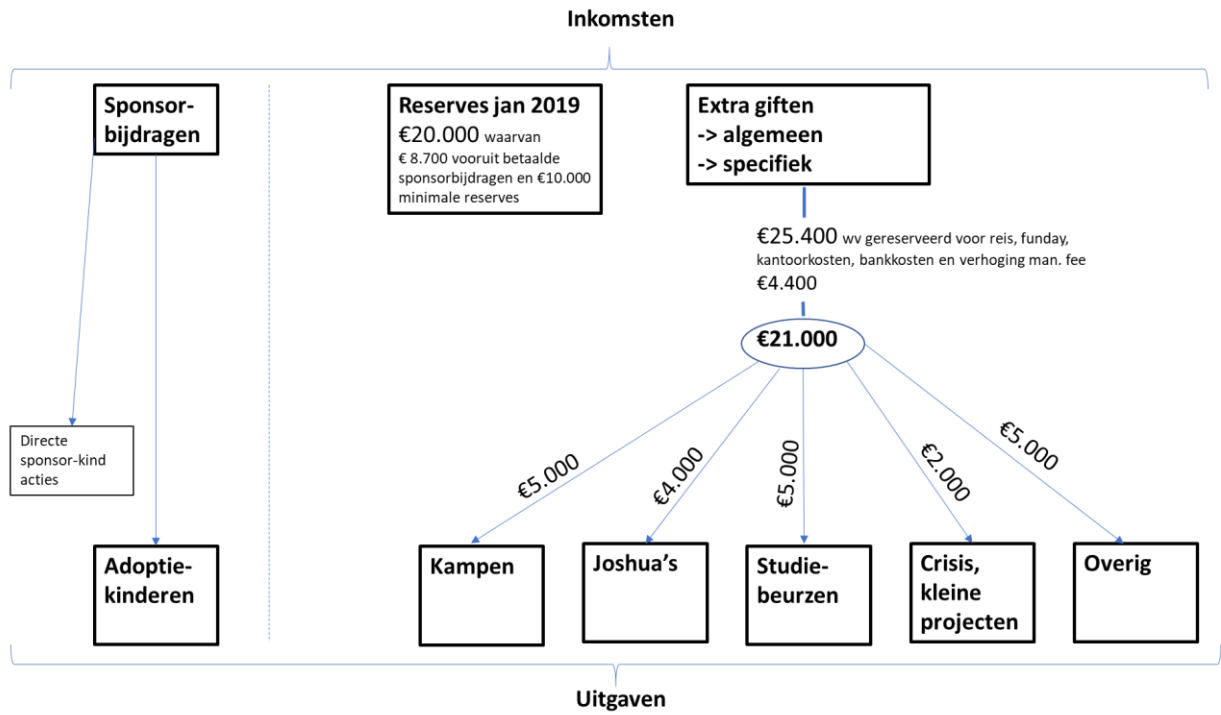 Inkomsten
Sponsor-
bijdragen
Reserves jan 2019
€20.000 waarvan
€ 8.700 vooruit betaalde
sponsorbijdragen en €10.000
minimale reserves
Extra giften
-> algemeen
-> specifiek
€25.400 wv gereserveerd voor reis, funday,
kantoorkosten, bankkosten en verhoging man. fee
€4.400
€21.000
€5.000
€4.000
€5.000
€2.000
€5.000
Directe
sponsor-kind
acties
Adoptie-
kinderen
Kampen
Joshua's
Studie-
beurzen
Crisis,
kleine
projecten
Overig
Uitgaven